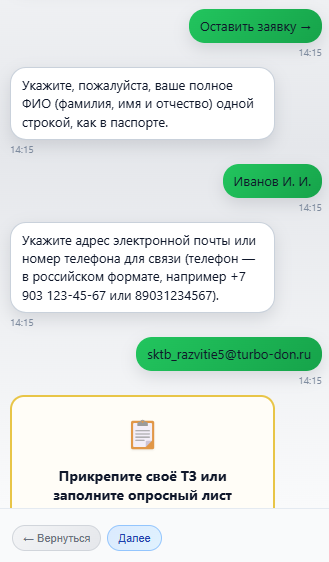 Оставить заявку →
14:15
Укажите, пожалуйста, ваше полное
ФИО (фамилия, имя и отчество) одной
строкой, как в паспорте.
14:15
Иванов И. И.
14:15
Укажите адрес электронной почты или
номер телефона для связи (телефон —
в российском формате, например +7
903 123-45-67 или 89031234567).
14:15
sktb_razvitie5@turbo-don.ru
14:15
Прикрепите своё ТЗ или
заполните опросный лист
← Вернуться
Далее